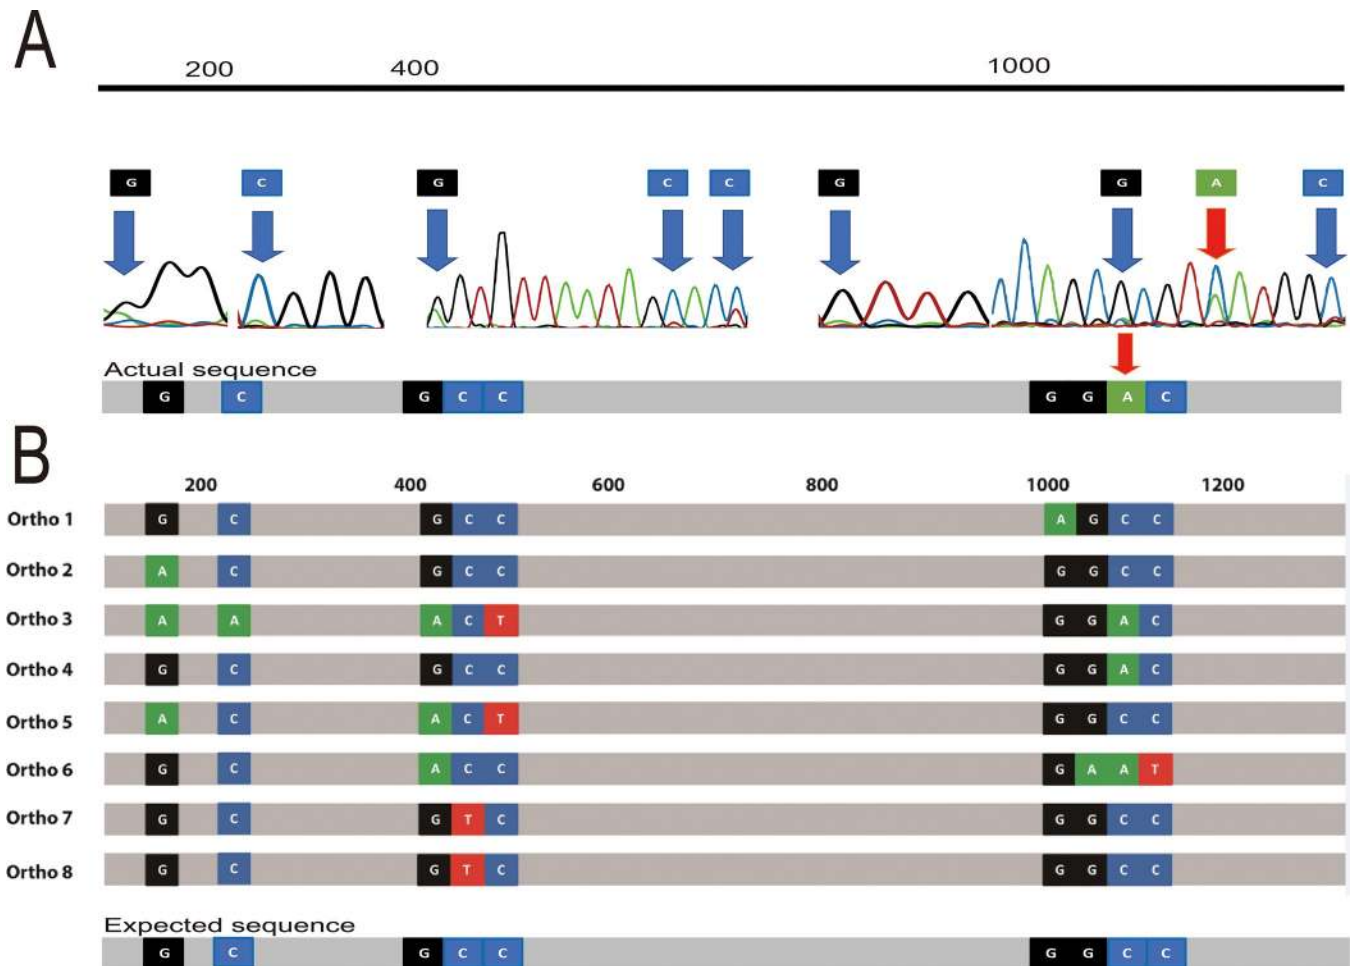 A
200 400 1000
G C G C C G G A C
Actual sequence
G C G C C G G A C
B
200 400 600 800 1000 1200
Ortho 1 G C G C C A G C C
Ortho 2 A C G C C G G C C
Ortho 3 A A A C T G G A C
Ortho 4 G C G C C G G A C
Ortho 5 A C A C T G G C C
Ortho 6 G C A C C G A A T
Ortho 7 G C G T C G G C C
Ortho 8 G C G T C G G C C
Expected sequence
G C G C C G G C C